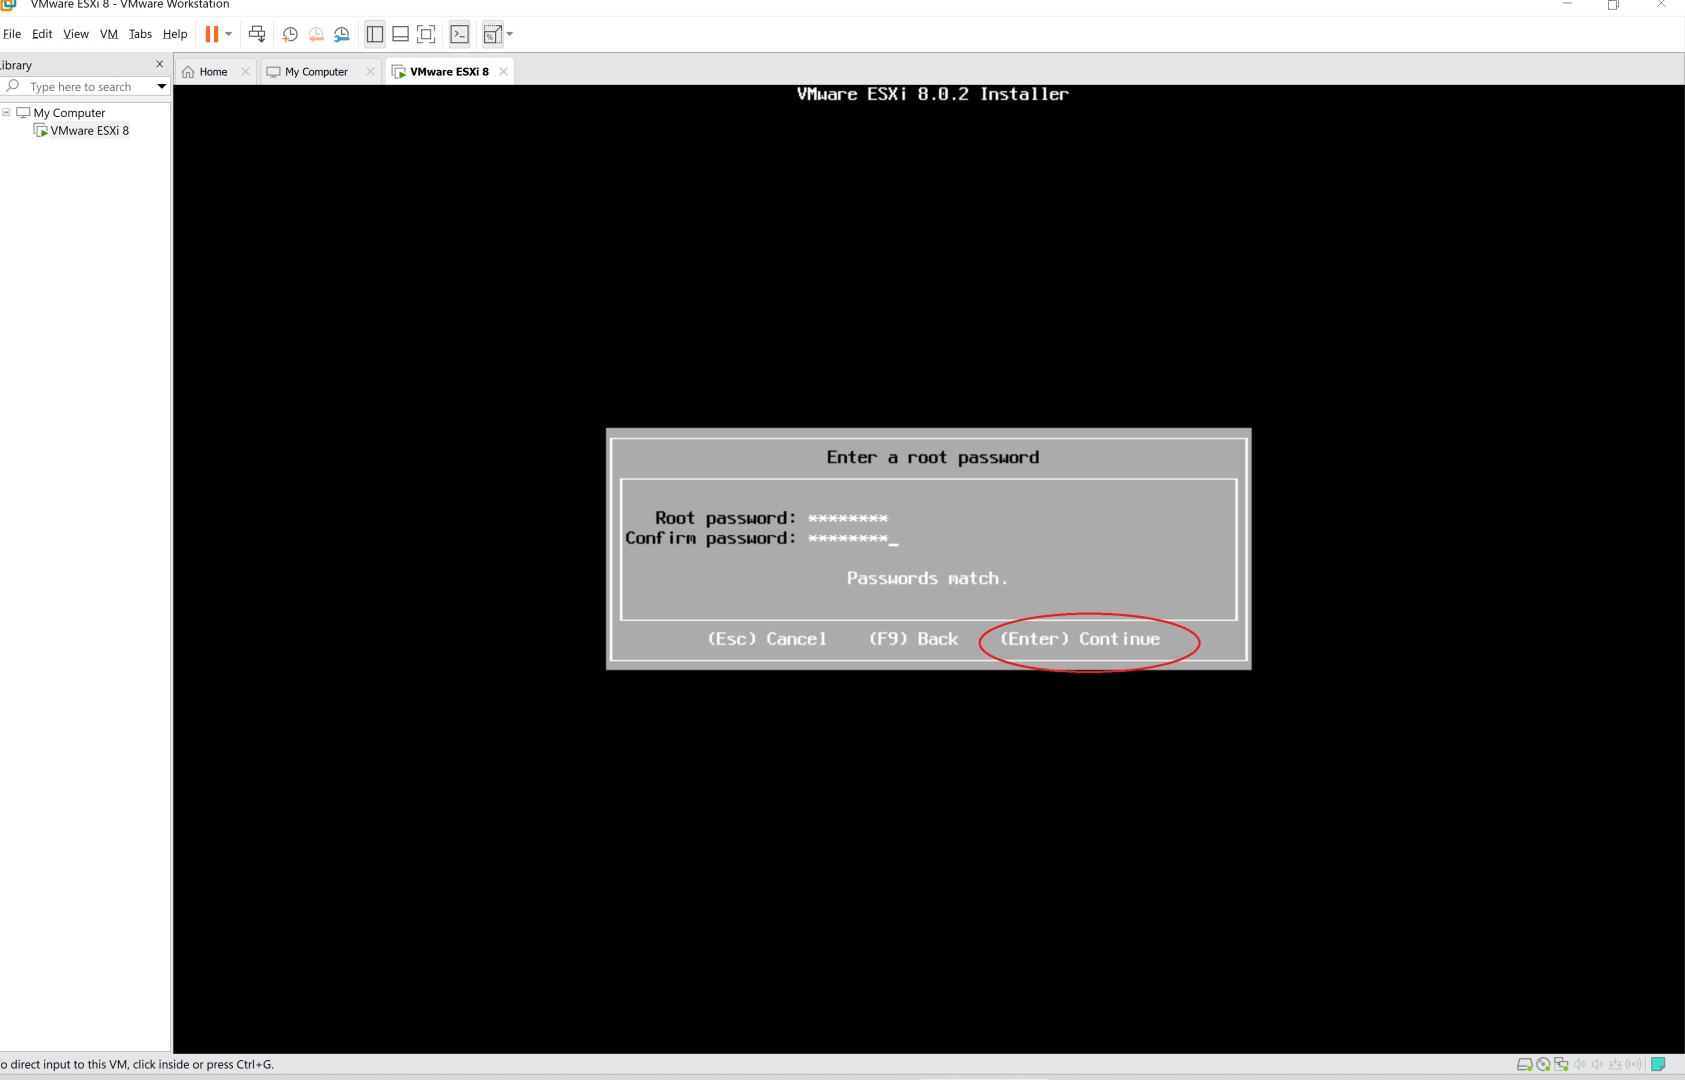 VMware ESXi 8 - VMware Workstation
File Edit View VM Tabs Help
ibrary
Home
My Computer
VMware ESXi 8
Type here to search
My Computer
VMware ESXi 8
VMware ESXi 8.0.2 Installer
Enter a root password
Root password: ********
Confirm password: ********_
Passwords match.
(Esc) Cancel (F9) Back (Enter) Continue
o direct input to this VM, click inside or press Ctrl+G.